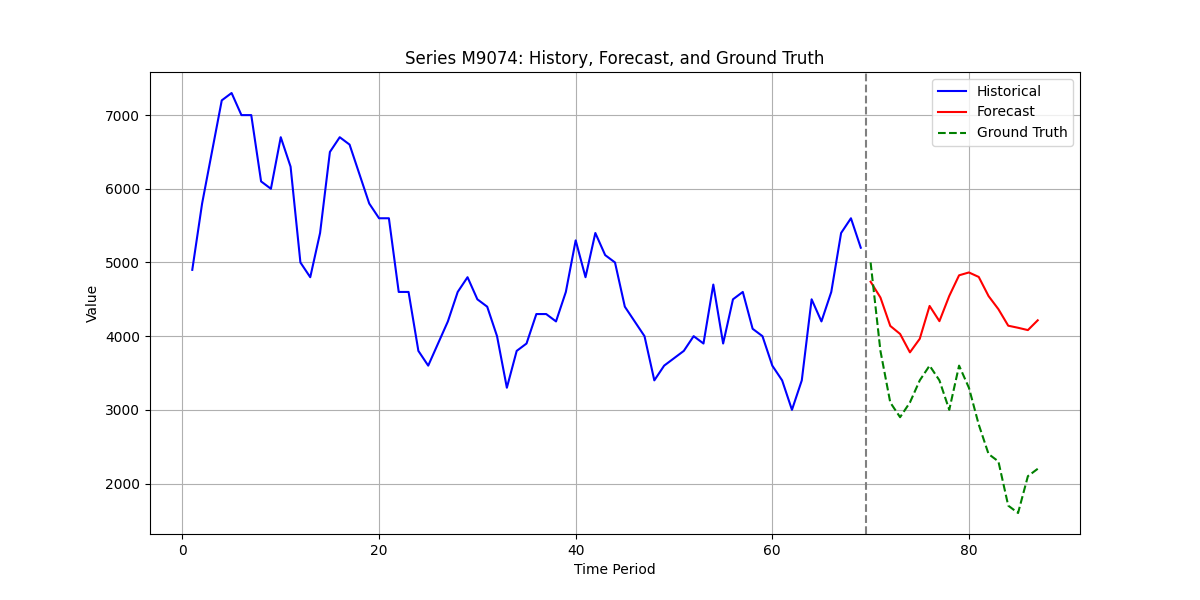 Series M9074: History, Forecast, and Ground Truth
Historical
Forecast
Ground Truth
Value
7000
6000
5000
4000
3000
2000
0 20 40 60 80
Time Period